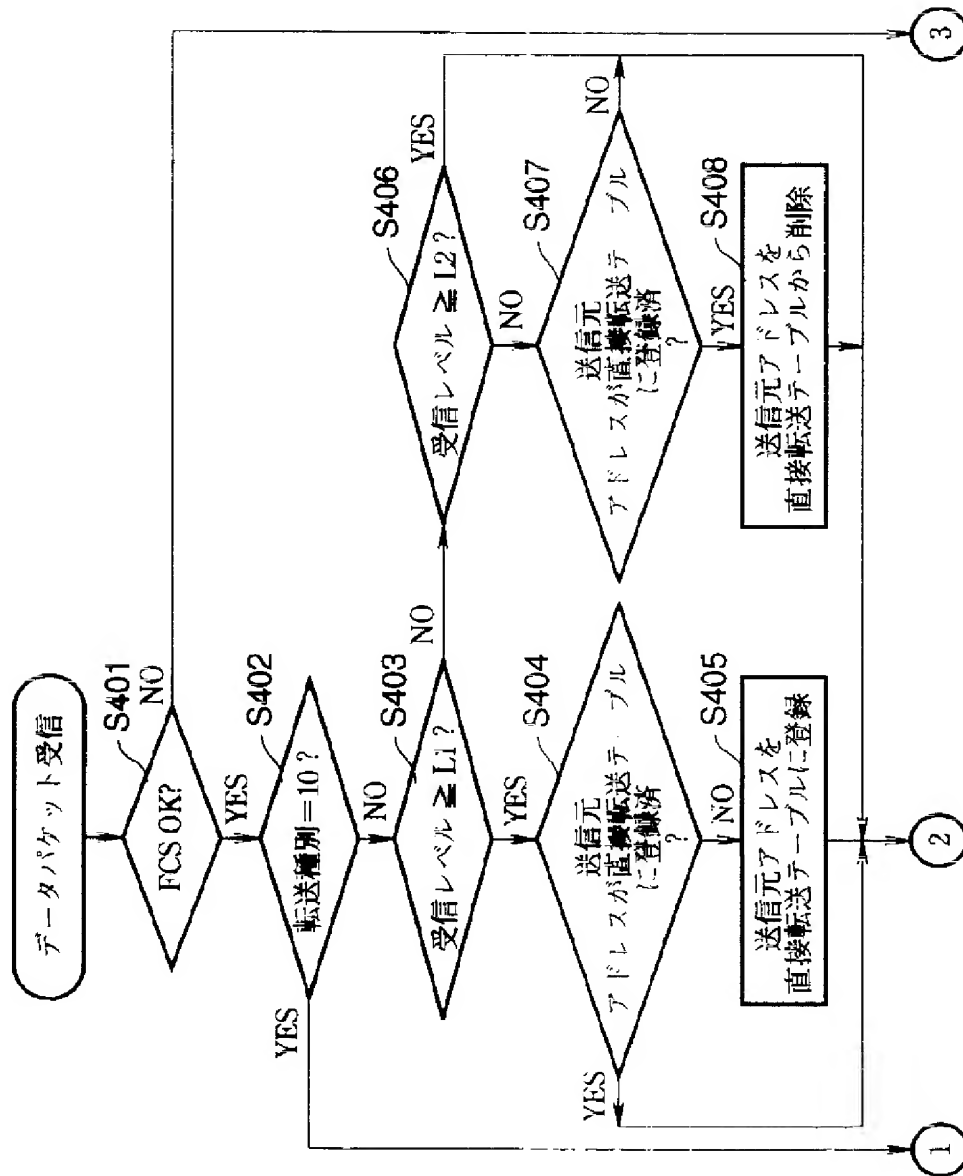 データパケット受信
S401
FCS OK?
NO
YES
S402
転送種別=10?
YES
NO
S403
受信レベル≧L1?
NO
YES
S406
受信レベル≧L2?
YES
NO
S404
送信元
アドレスが直接転送テーブル
に登録済
?
YES
NO
S407
送信元
アドレスが直接転送テーブル
に登録済
?
NO
YES
S405
送信元アドレスを
直接転送テーブルに登録
S408
送信元アドレスを
直接転送テーブルから削除
1
2
3